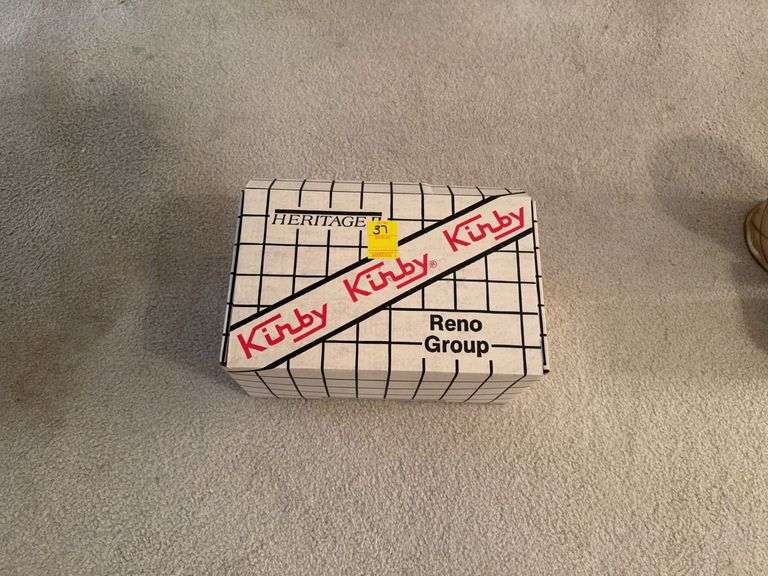 HERITAGE II
37
Kirby Kirby® Kirby
Reno
Group